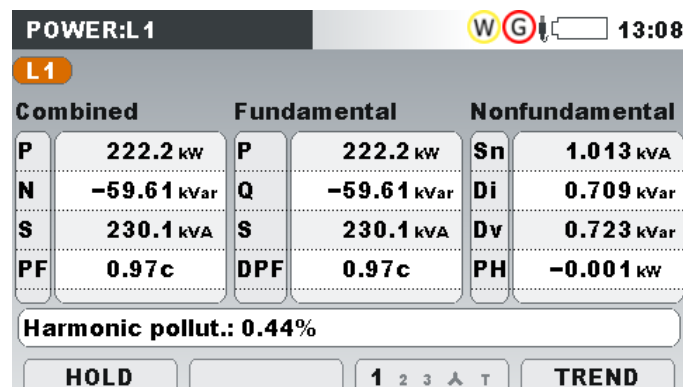 POWER:L1 W G 13:08
L1
Combined Fundamental Nonfundamental
P 222.2 kW P 222.2 kW Sn 1.013 kVA
N -59.61 kVar Q -59.61 kVar Di 0.709 kVar
S 230.1 kVA S 230.1 kVA Dv 0.723 kVar
PF 0.97c DPF 0.97c PH -0.001 kW
Harmonic pollut.: 0.44%
HOLD 1 2 3 T TREND